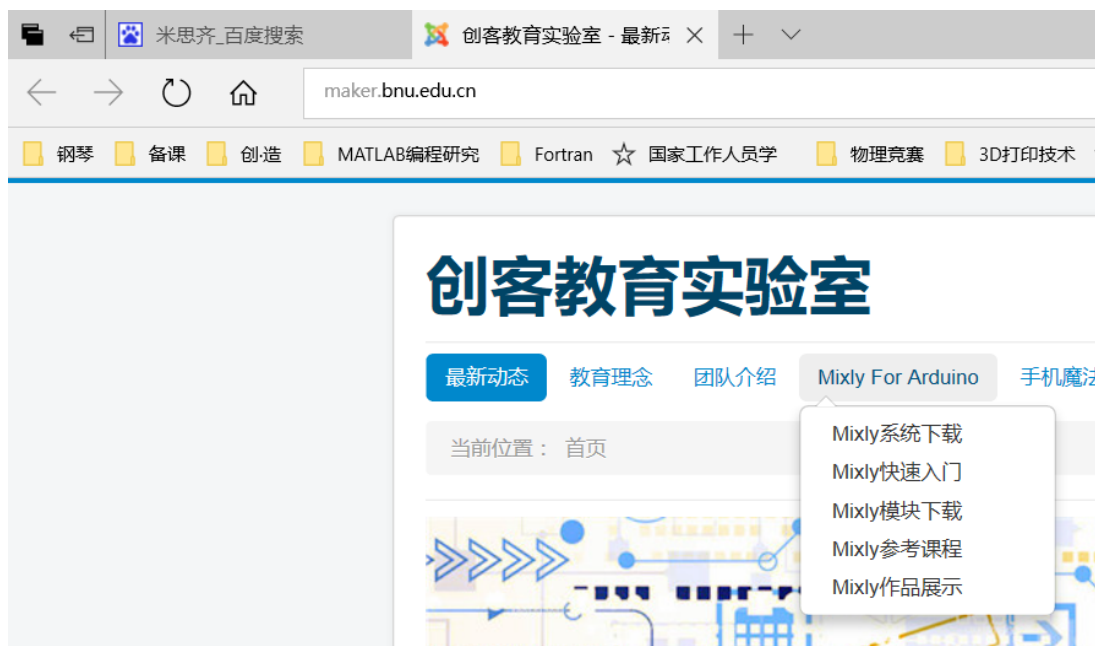 米思齐_百度搜索
创客教育实验室 - 最新
maker.bnu.edu.cn
钢琴 备课 创·造 MATLAB编程研究 Fortran 国家工作人员学 物理竞赛 3D打印技术
创客教育实验室
最新动态 教育理念 团队介绍 Mixly For Arduino 手机魔法
当前位置： 首页
Mixly系统下载
Mixly快速入门
Mixly模块下载
Mixly参考课程
Mixly作品展示